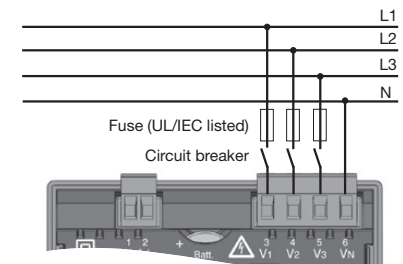 L1
L2
L3
N
Fuse (UL/IEC listed)
Circuit breaker
1 2 + Batt. 3 4 5 6
V1 V2 V3 VN